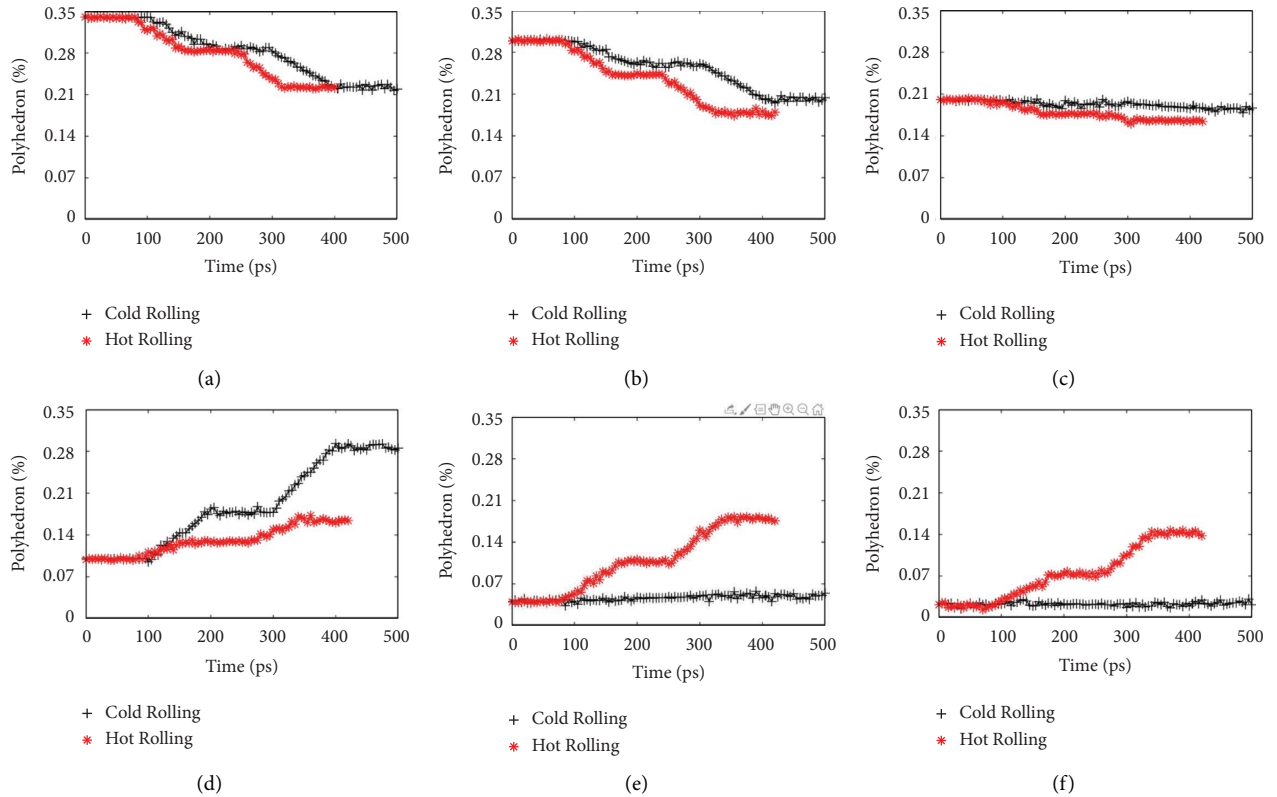 0.35
0.28
0.21
0.14
0.07
0
Polyhedron (%)
0 100 200 300 400 500
Time (ps)
Cold Rolling
Hot Rolling
(a)
0.35
0.28
0.21
0.14
0.07
0
Polyhedron (%)
0 100 200 300 400 500
Time (ps)
Cold Rolling
Hot Rolling
(b)
0.35
0.28
0.21
0.14
0.07
0
Polyhedron (%)
0 100 200 300 400 500
Time (ps)
Cold Rolling
Hot Rolling
(c)
0.35
0.28
0.21
0.14
0.07
0
Polyhedron (%)
0 100 200 300 400 500
Time (ps)
Cold Rolling
Hot Rolling
(d)
0.35
0.28
0.21
0.14
0.07
0
Polyhedron (%)
0 100 200 300 400 500
Time (ps)
Cold Rolling
Hot Rolling
(e)
0.35
0.28
0.21
0.14
0.07
0
Polyhedron (%)
0 100 200 300 400 500
Time (ps)
Cold Rolling
Hot Rolling
(f)